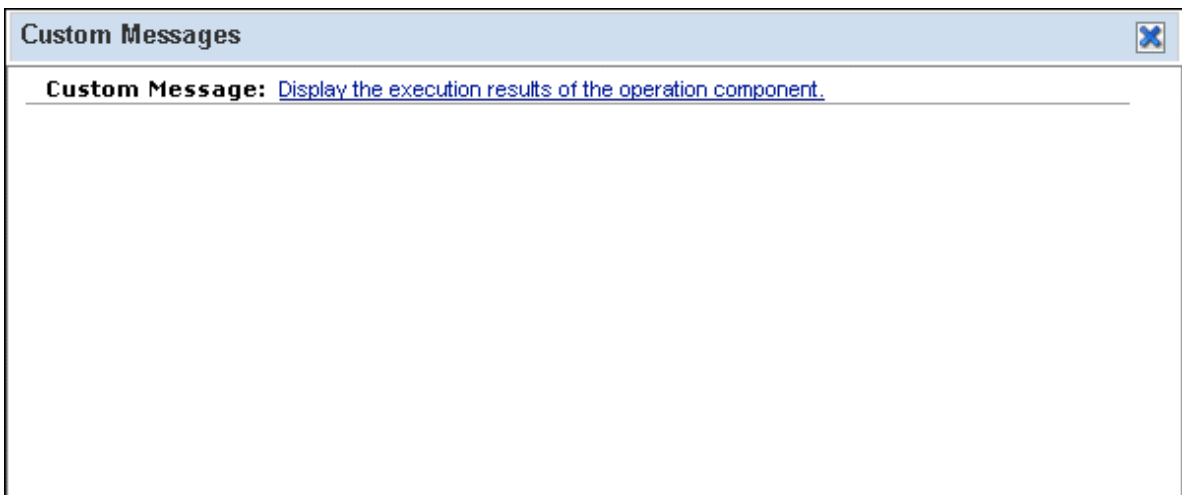 Custom Messages
Custom Message: Display the execution results of the operation component.